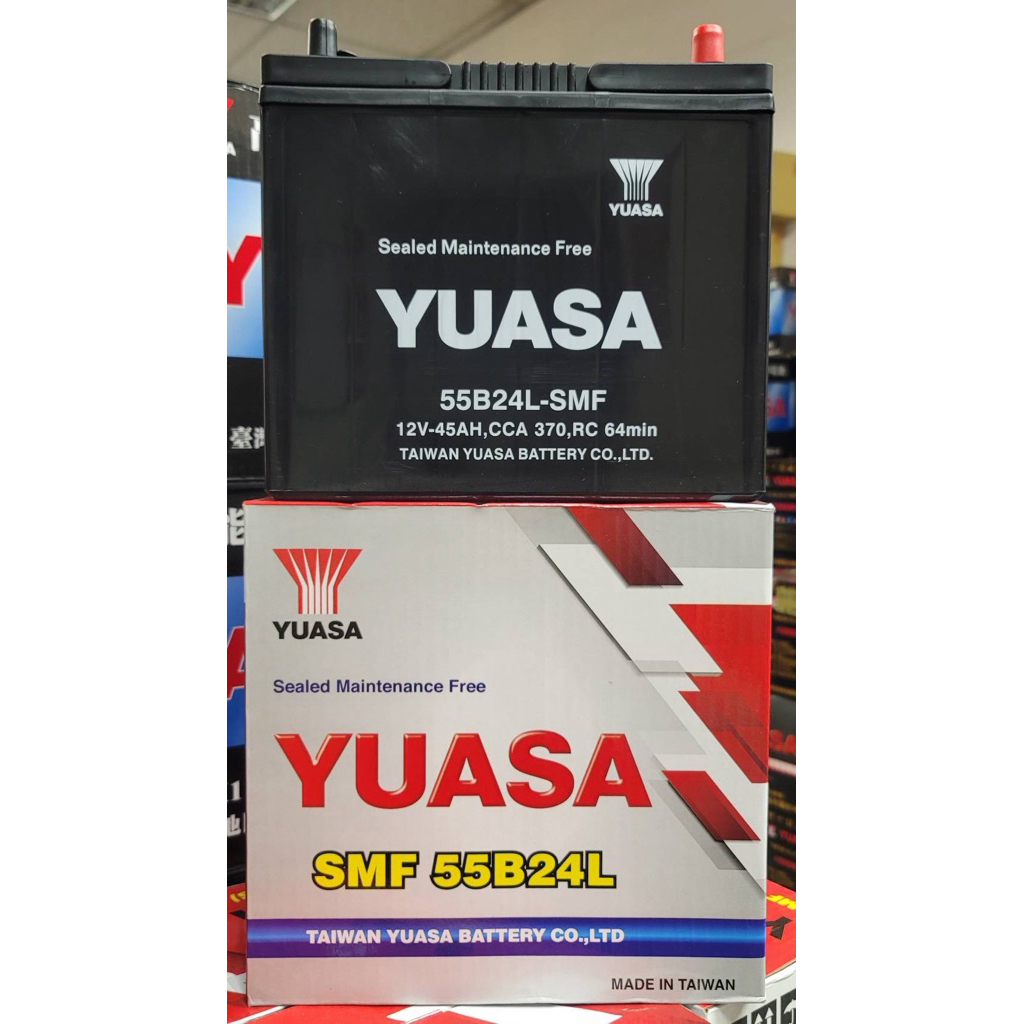 YUASA
Sealed Maintenance Free
YUASA
55B24L-SMF
12V-45AH,CCA 370,RC 64min
TAIWAN YUASA BATTERY CO.,LTD.
YUASA
Sealed Maintenance Free
YUASA
SMF 55B24L
TAIWAN YUASA BATTERY CO.,LTD
MADE IN TAIWAN